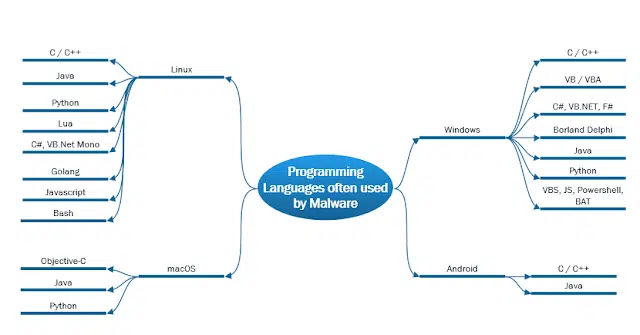 Programming
Languages often used
by Malware
Linux
C / C++
Java
Python
Lua
C#, VB.Net Mono
Golang
Javascript
Bash
macOS
Objective-C
Java
Python
Windows
C / C++
VB / VBA
C#, VB.NET, F#
Borland Delphi
Java
Python
VBS, JS, Powershell,
BAT
Android
C / C++
Java